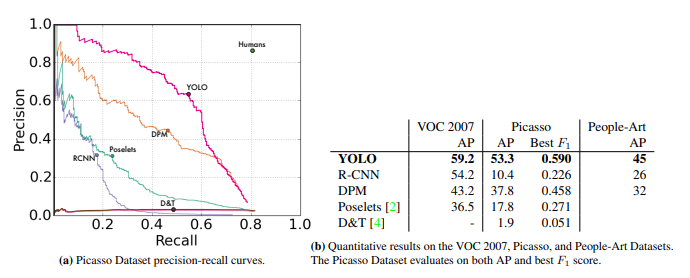 1.0
0.8
0.6
0.4
0.2
0.0
Precision
Humans
YOLO
DPM
Poselets
RCNN
D&T
0.2 0.4 0.6 0.8 1.0
Recall
(a) Picasso Dataset precision-recall curves.
VOC 2007 Picasso People-Art
AP AP Best F1 AP
YOLO 59.2 53.3 0.590 45
R-CNN 54.2 10.4 0.226 26
DPM 43.2 37.8 0.458 32
Poselets [2] 36.5 17.8 0.271
D&T [4] - 1.9 0.051
(b) Quantitative results on the VOC 2007, Picasso, and People-Art Datasets.
The Picasso Dataset evaluates on both AP and best F1 score.